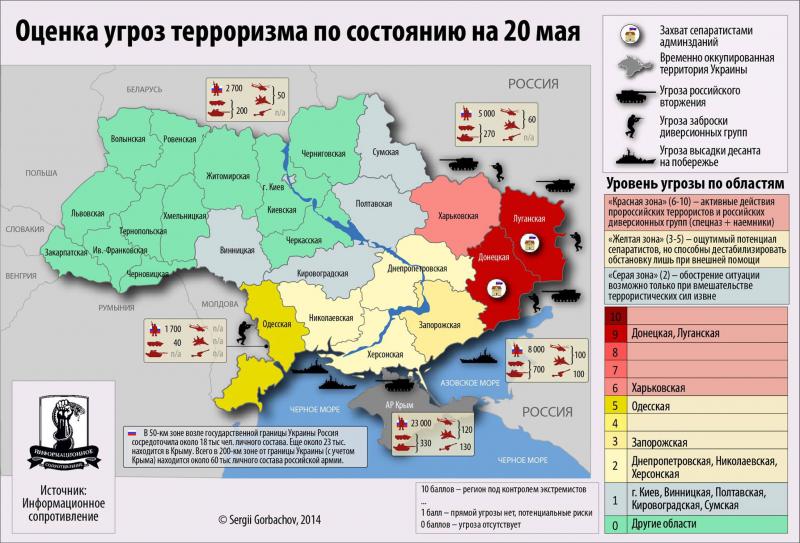 Оценка угроз терроризма по состоянию на 20 мая
Захват сепаратистами
админзданий
Временно оккупированная
территория Украины
Угроза российского
вторжения
Угроза заброски
диверсионных групп
Угроза высадки десанта
на побережье
Уровень угрозы по областям
«Красная зона» (6-10) – активные действия
пророссийских террористов и российских
диверсионных групп (спецназ + наемники)
«Желтая зона» (3-5) – ощутимый потенциал
сепаратистов, но способны дестабилизировать
обстановку лишь при внешней помощи
«Серая зона» (2) – обострение ситуации
возможно только при вмешательстве
террористических сил извне
10
9 Донецкая, Луганская
8
7
6 Харьковская
5 Одесская
4
3 Запорожская
2 Днепропетровская, Николаевская,
Херсонская
1 г. Киев, Винницкая, Полтавская,
Кировоградская, Сумская
0 Другие области
БЕЛАРУСЬ
РОССИЯ
ПОЛЬША
СЛОВАКИЯ
ВЕНГРИЯ
РУМЫНИЯ
МОЛДОВА
РОССИЯ
АЗОВСКОЕ МОРЕ
ЧЕРНОЕ МОРЕ
ЧЕРНОЕ МОРЕ
2 700
50
200
n/a
5 000
60
270
n/a
1 700
n/a
40
n/a
n/a
n/a
8 000
100
700
100
23 000
120
330
130
Волынская
Ровенская
Житомирская
г. Киев
Киевская
Черниговская
Сумская
Львовская
Тернопольская
Хмельницкая
Закарпатская
Ив. -Франковская
Черновицкая
Винницкая
Черкасская
Полтавская
Харьковская
Луганская
Донецкая
Кировоградская
Днепропетровская
Одесская
Николаевская
Запорожская
Херсонская
АР Крым
В 50-км зоне возле государственной границы Украины Россия
сосредоточила около 18 тыс чел. личного состава. Еще около 23 тыс.
находится в Крыму. Всего в 200-км зоне от границы Украины (с учетом
Крыма) находится около 60 тыс личного состава российской армии.
ИНФОРМАЦИОННОЕ
СОПРОТИВЛЕНИЕ
Источник:
Информационное
сопротивление
© Sergii Gorbachov, 2014
10 баллов – регион под контролем экстремистов
...
1 балл – прямой угрозы нет, потенциальные риски
0 баллов – угроза отсутствует